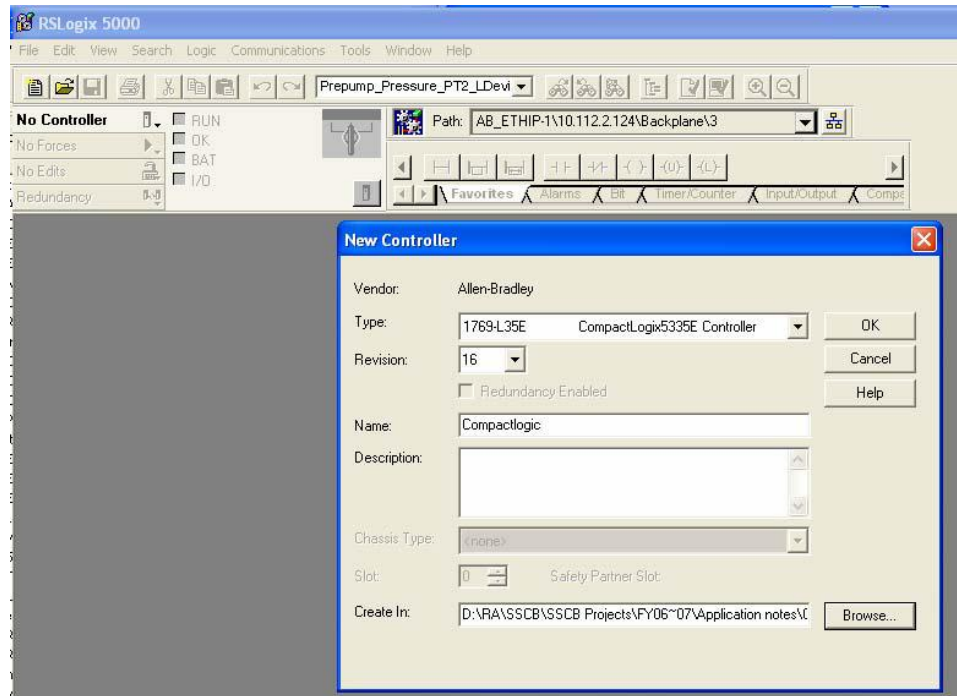 RSLogix 5000
File Edit View Search Logic Communications Tools Window Help
Prepump_Pressure_PT2_LDevi
No Controller
RUN
Path: AB_ETHIP-1\10.112.2.124\Backplane\3
No Forces
OK
No Edits
BAT
I/O
Redundancy
Favorites Alarms Bit Timer/Counter Input/Output Compa
New Controller
Vendor: Allen-Bradley
Type: 1769-L35E CompactLogix5335E Controller OK
Revision: 16 Cancel
Redundancy Enabled Help
Name: Compactlogic
Description:
Chassis Type: <none>
Slot: 0 Safety Partner Slot:
Create In: D:\RA\SSCB\SSCB Projects\FY06~07\Application notes\C Browse...